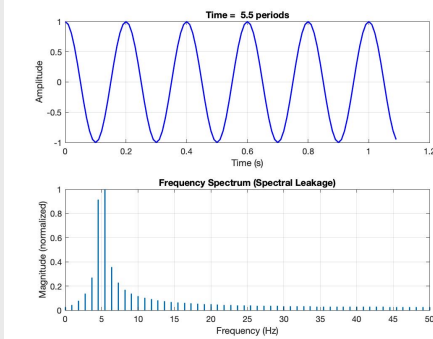 Time =  5.5 periods
Amplitude
1
0.5
0
-0.5
-1
0 0.2 0.4 0.6 0.8 1 1.2
Time (s)
Frequency Spectrum (Spectral Leakage)
Magnitude (normalized)
1
0.8
0.6
0.4
0.2
0
0 5 10 15 20 25 30 35 40 45 50
Frequency (Hz)